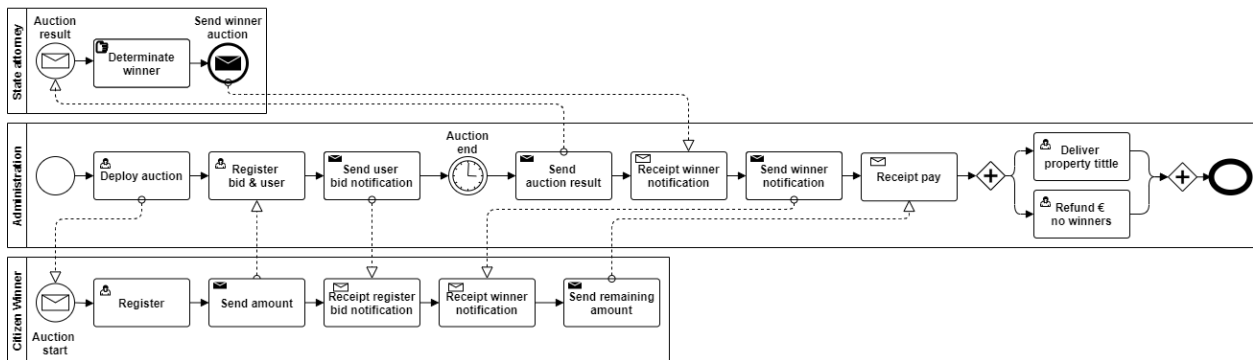 State attorney
Auction
result
Determinate
winner
Send winner
auction
Administration
Deploy auction
Register
bid & user
Send user
bid notification
Auction
end
Send
auction result
Receipt winner
notification
Send winner
notification
Receipt pay
Deliver
property tittle
Refund €
no winners
Citizen Winner
Auction
start
Register
Send amount
Receipt register
bid notification
Receipt winner
notification
Send remaining
amount